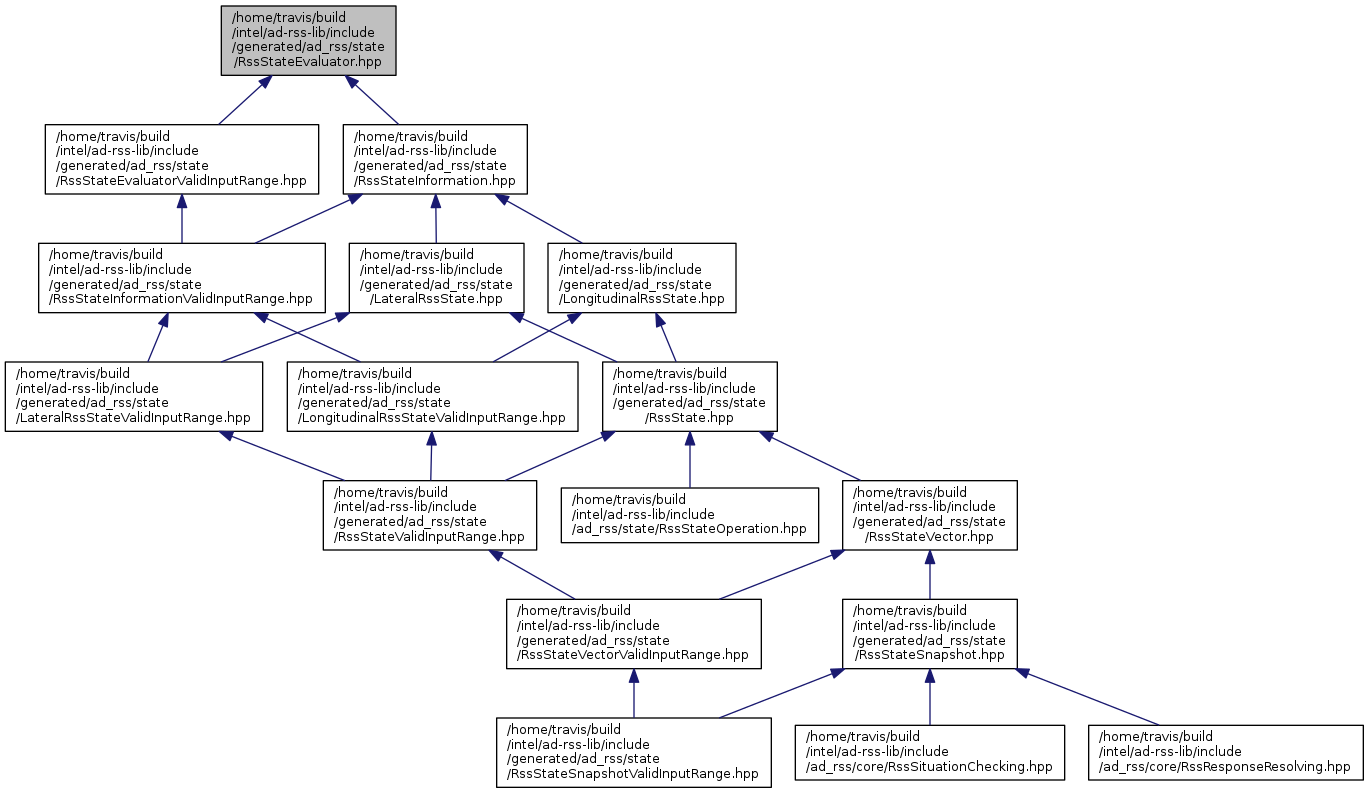 /home/travis/build
/intel/ad-rss-lib/include
/generated/ad_rss/state
/RssStateEvaluator.hpp
/home/travis/build
/intel/ad-rss-lib/include
/generated/ad_rss/state
/RssStateEvaluatorValidInputRange.hpp
/home/travis/build
/intel/ad-rss-lib/include
/generated/ad_rss/state
/RssStateInformation.hpp
/home/travis/build
/intel/ad-rss-lib/include
/generated/ad_rss/state
/RssStateInformationValidInputRange.hpp
/home/travis/build
/intel/ad-rss-lib/include
/generated/ad_rss/state
/LateralRssState.hpp
/home/travis/build
/intel/ad-rss-lib/include
/generated/ad_rss/state
/LongitudinalRssState.hpp
/home/travis/build
/intel/ad-rss-lib/include
/generated/ad_rss/state
/LateralRssStateValidInputRange.hpp
/home/travis/build
/intel/ad-rss-lib/include
/generated/ad_rss/state
/LongitudinalRssStateValidInputRange.hpp
/home/travis/build
/intel/ad-rss-lib/include
/generated/ad_rss/state
/RssState.hpp
/home/travis/build
/intel/ad-rss-lib/include
/generated/ad_rss/state
/RssStateValidInputRange.hpp
/home/travis/build
/intel/ad-rss-lib/include
/ad_rss/state/RssStateOperation.hpp
/home/travis/build
/intel/ad-rss-lib/include
/generated/ad_rss/state
/RssStateVector.hpp
/home/travis/build
/intel/ad-rss-lib/include
/generated/ad_rss/state
/RssStateVectorValidInputRange.hpp
/home/travis/build
/intel/ad-rss-lib/include
/generated/ad_rss/state
/RssStateSnapshot.hpp
/home/travis/build
/intel/ad-rss-lib/include
/generated/ad_rss/state
/RssStateSnapshotValidInputRange.hpp
/home/travis/build
/intel/ad-rss-lib/include
/ad_rss/core/RssSituationChecking.hpp
/home/travis/build
/intel/ad-rss-lib/include
/ad_rss/core/RssResponseResolving.hpp